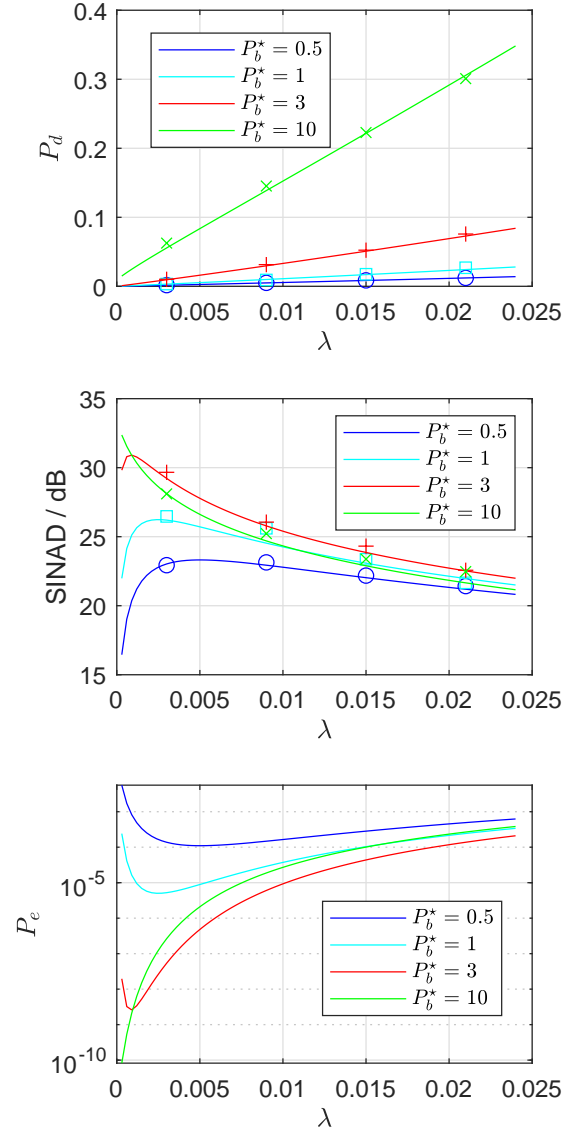 0.4
0.3
0.2
0.1
0
P_d
P_b^⋆ = 0.5
P_b^⋆ = 1
P_b^⋆ = 3
P_b^⋆ = 10
0 0.005 0.01 0.015 0.02 0.025
λ
35
30
25
20
15
SINAD / dB
P_b^⋆ = 0.5
P_b^⋆ = 1
P_b^⋆ = 3
P_b^⋆ = 10
0 0.005 0.01 0.015 0.02 0.025
λ
10^-5
10^-10
P_e
P_b^⋆ = 0.5
P_b^⋆ = 1
P_b^⋆ = 3
P_b^⋆ = 10
0 0.005 0.01 0.015 0.02 0.025
λ